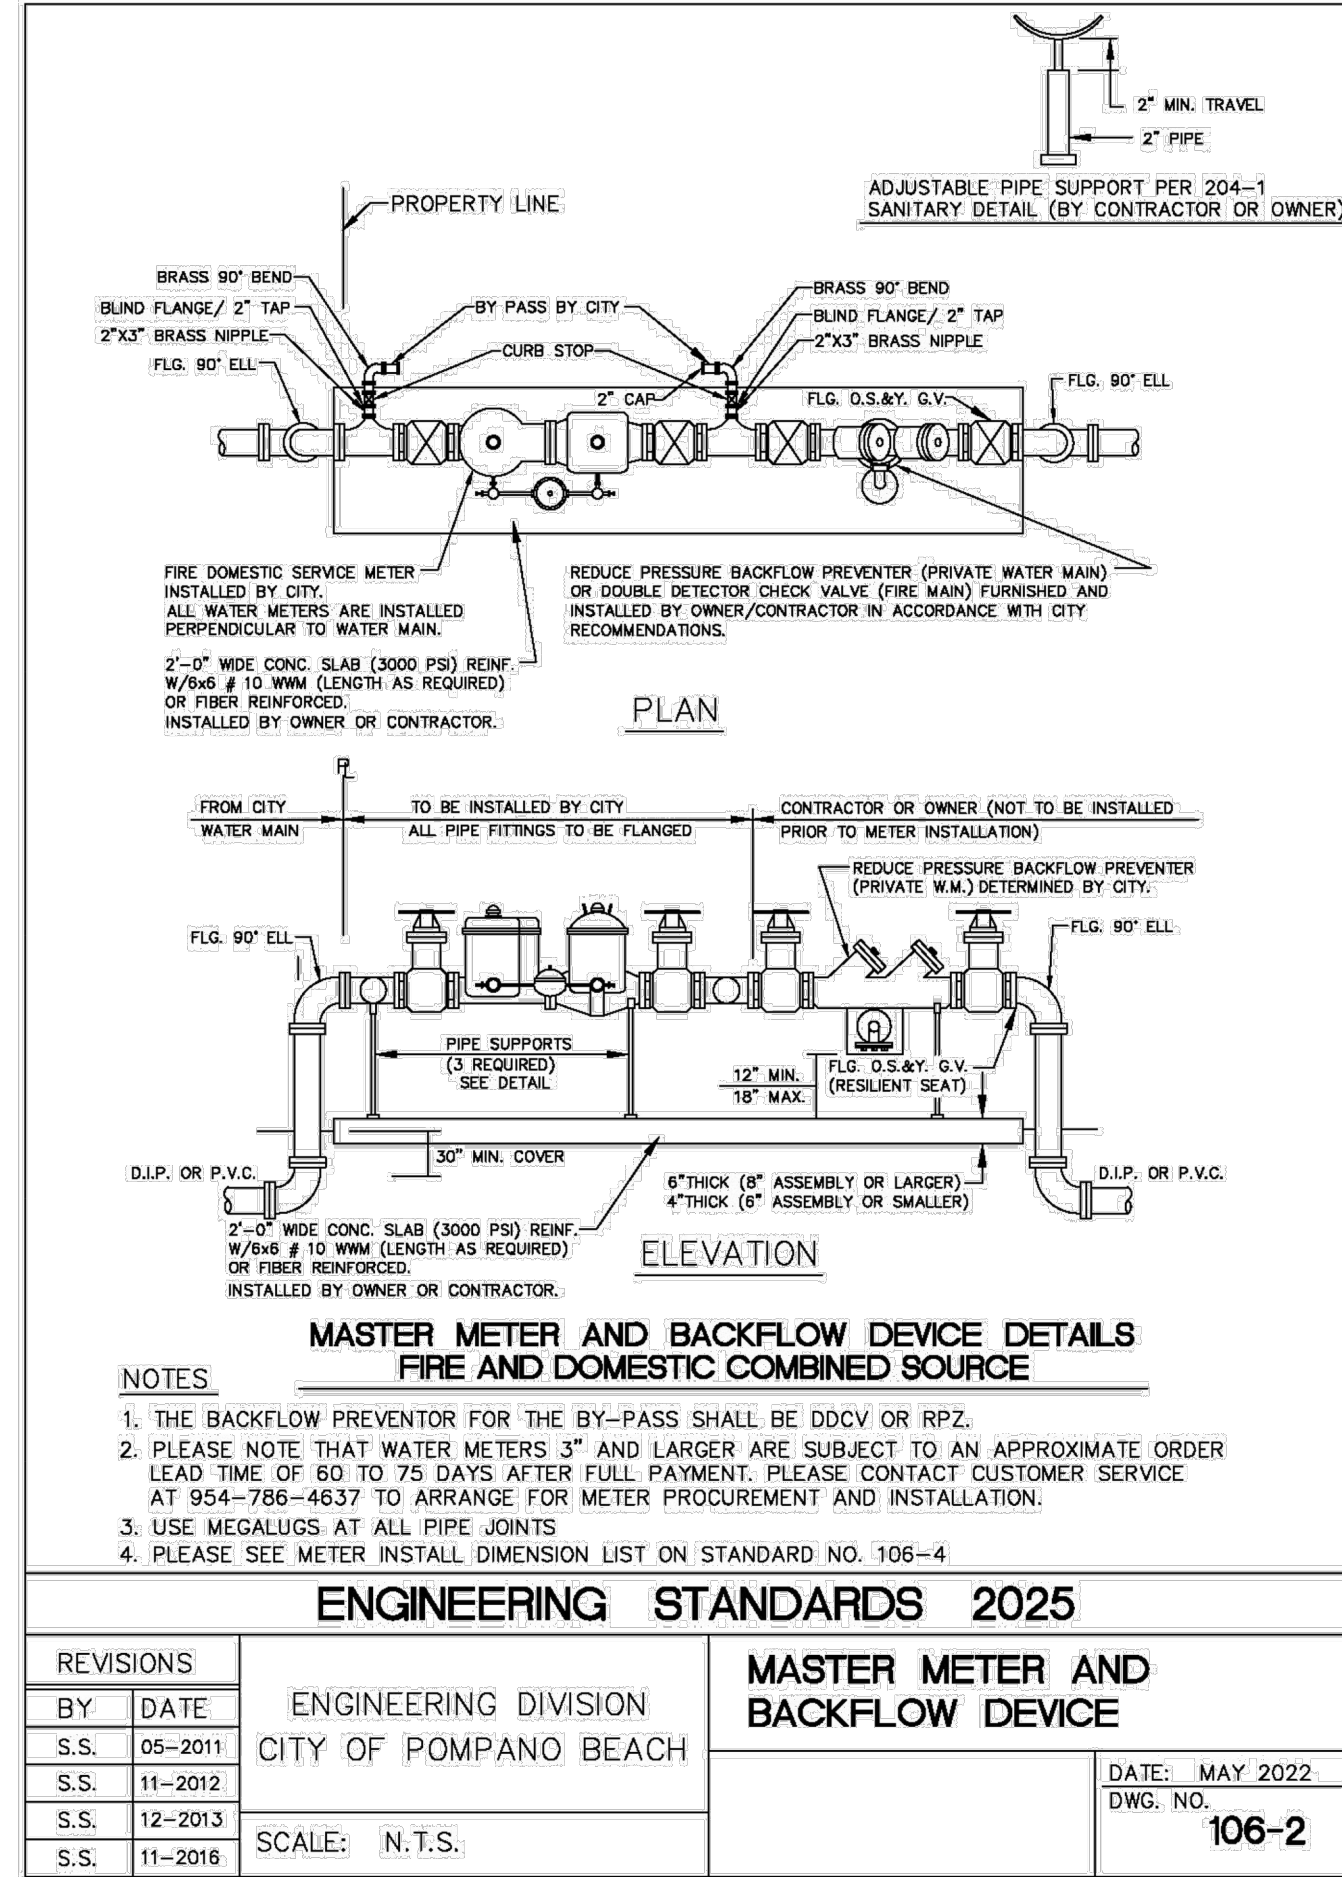 2" MIN. TRAVEL
2" PIPE
ADJUSTABLE PIPE SUPPORT PER 204-1
SANITARY DETAIL (BY CONTRACTOR OR OWNER)
PROPERTY LINE
BRASS 90° BEND
BLIND FLANGE/ 2" TAP
2"X3" BRASS NIPPLE
FLG. 90° ELL
BY PASS BY CITY
CURB STOP
2" CAP
BRASS 90° BEND
BLIND FLANGE/ 2" TAP
2"X3" BRASS NIPPLE
FLG. O.S.&Y. G.V.
FLG. 90° ELL
FIRE DOMESTIC SERVICE METER
INSTALLED BY CITY.
ALL WATER METERS ARE INSTALLED
PERPENDICULAR TO WATER MAIN.
REDUCE PRESSURE BACKFLOW PREVENTER (PRIVATE WATER MAIN)
OR DOUBLE DETECTOR CHECK VALVE (FIRE MAIN) FURNISHED AND
INSTALLED BY OWNER/CONTRACTOR IN ACCORDANCE WITH CITY
RECOMMENDATIONS.
2'-0" WIDE CONC. SLAB (3000 PSI) REINF.
W/6x6 # 10 WWM (LENGTH AS REQUIRED)
OR FIBER REINFORCED.
INSTALLED BY OWNER OR CONTRACTOR.
PLAN
PL
FROM CITY
WATER MAIN
TO BE INSTALLED BY CITY
ALL PIPE FITTINGS TO BE FLANGED
CONTRACTOR OR OWNER (NOT TO BE INSTALLED
PRIOR TO METER INSTALLATION)
REDUCE PRESSURE BACKFLOW PREVENTER
(PRIVATE W.M.) DETERMINED BY CITY.
FLG. 90° ELL
FLG. 90° ELL
PIPE SUPPORTS
(3 REQUIRED)
SEE DETAIL
12" MIN.
18" MAX.
FLG. O.S.&Y. G.V.
(RESILIENT SEAT)
30" MIN. COVER
D.I.P. OR P.V.C.
6"THICK (8" ASSEMBLY OR LARGER)
4"THICK (6" ASSEMBLY OR SMALLER)
D.I.P. OR P.V.C.
2'-0" WIDE CONC. SLAB (3000 PSI) REINF.
W/6x6 # 10 WWM (LENGTH AS REQUIRED)
OR FIBER REINFORCED.
INSTALLED BY OWNER OR CONTRACTOR.
ELEVATION
MASTER METER AND BACKFLOW DEVICE DETAILS
FIRE AND DOMESTIC COMBINED SOURCE
NOTES
1. THE BACKFLOW PREVENTOR FOR THE BY-PASS SHALL BE DDCV OR RPZ.
2. PLEASE NOTE THAT WATER METERS 3" AND LARGER ARE SUBJECT TO AN APPROXIMATE ORDER
LEAD TIME OF 60 TO 75 DAYS AFTER FULL PAYMENT. PLEASE CONTACT CUSTOMER SERVICE
AT 954-786-4637 TO ARRANGE FOR METER PROCUREMENT AND INSTALLATION.
3. USE MEGALUGS AT ALL PIPE JOINTS
4. PLEASE SEE METER INSTALL DIMENSION LIST ON STANDARD NO. 106-4
ENGINEERING STANDARDS 2025
REVISIONS
BY DATE
S.S. 05-2011
S.S. 11-2012
S.S. 12-2013
S.S. 11-2016
ENGINEERING DIVISION
CITY OF POMPANO BEACH
SCALE: N.T.S.
MASTER METER AND
BACKFLOW DEVICE
DATE: MAY 2022
DWG. NO.
106-2